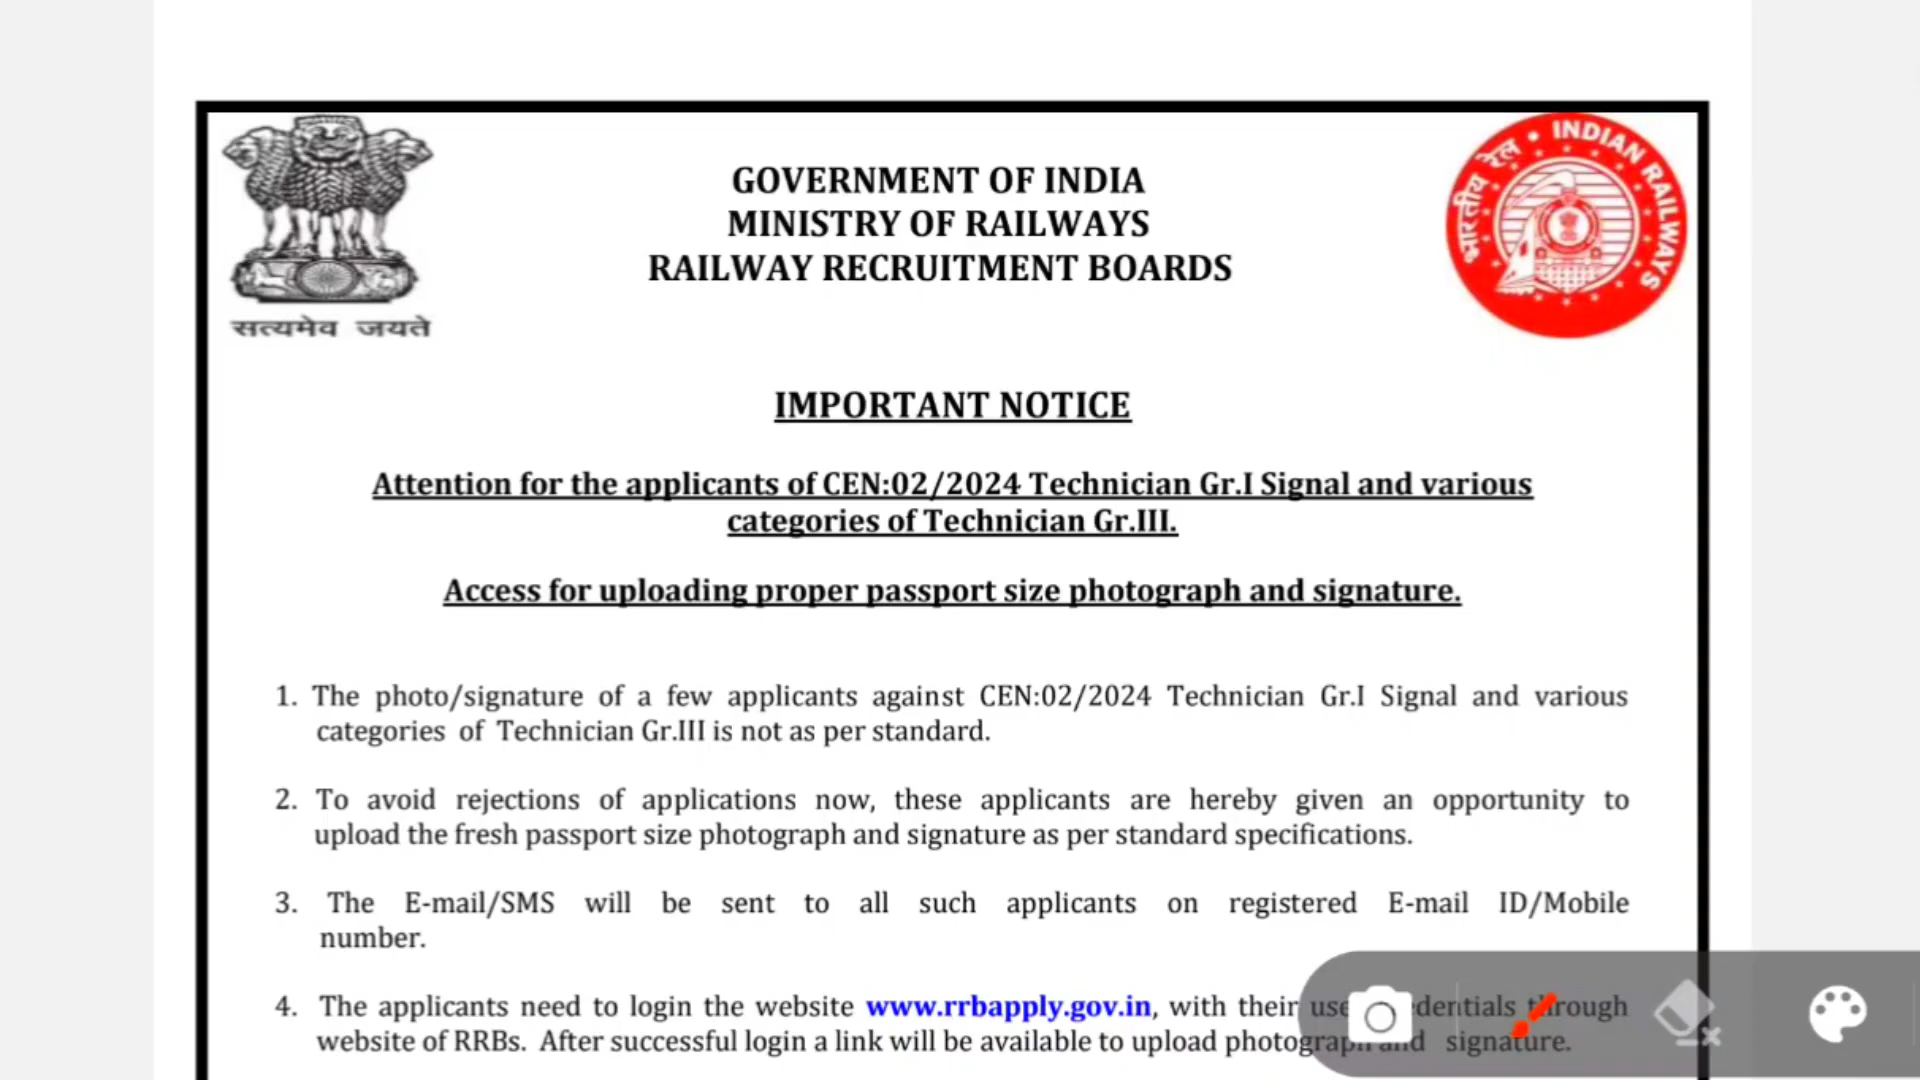 सत्यमेव जयते
GOVERNMENT OF INDIA
MINISTRY OF RAILWAYS
RAILWAY RECRUITMENT BOARDS
भारतीय रेल • INDIAN RAILWAYS
IMPORTANT NOTICE
Attention for the applicants of CEN:02/2024 Technician Gr.I Signal and various
categories of Technician Gr.III.
Access for uploading proper passport size photograph and signature.
1. The photo/signature of a few applicants against CEN:02/2024 Technician Gr.I Signal and various
categories of Technician Gr.III is not as per standard.
2. To avoid rejections of applications now, these applicants are hereby given an opportunity to
upload the fresh passport size photograph and signature as per standard specifications.
3. The E-mail/SMS will be sent to all such applicants on registered E-mail ID/Mobile
number.
4. The applicants need to login the website www.rrbapply.gov.in, with their through
website of RRBs. After successful login a link will be available to upload photograph and signature.